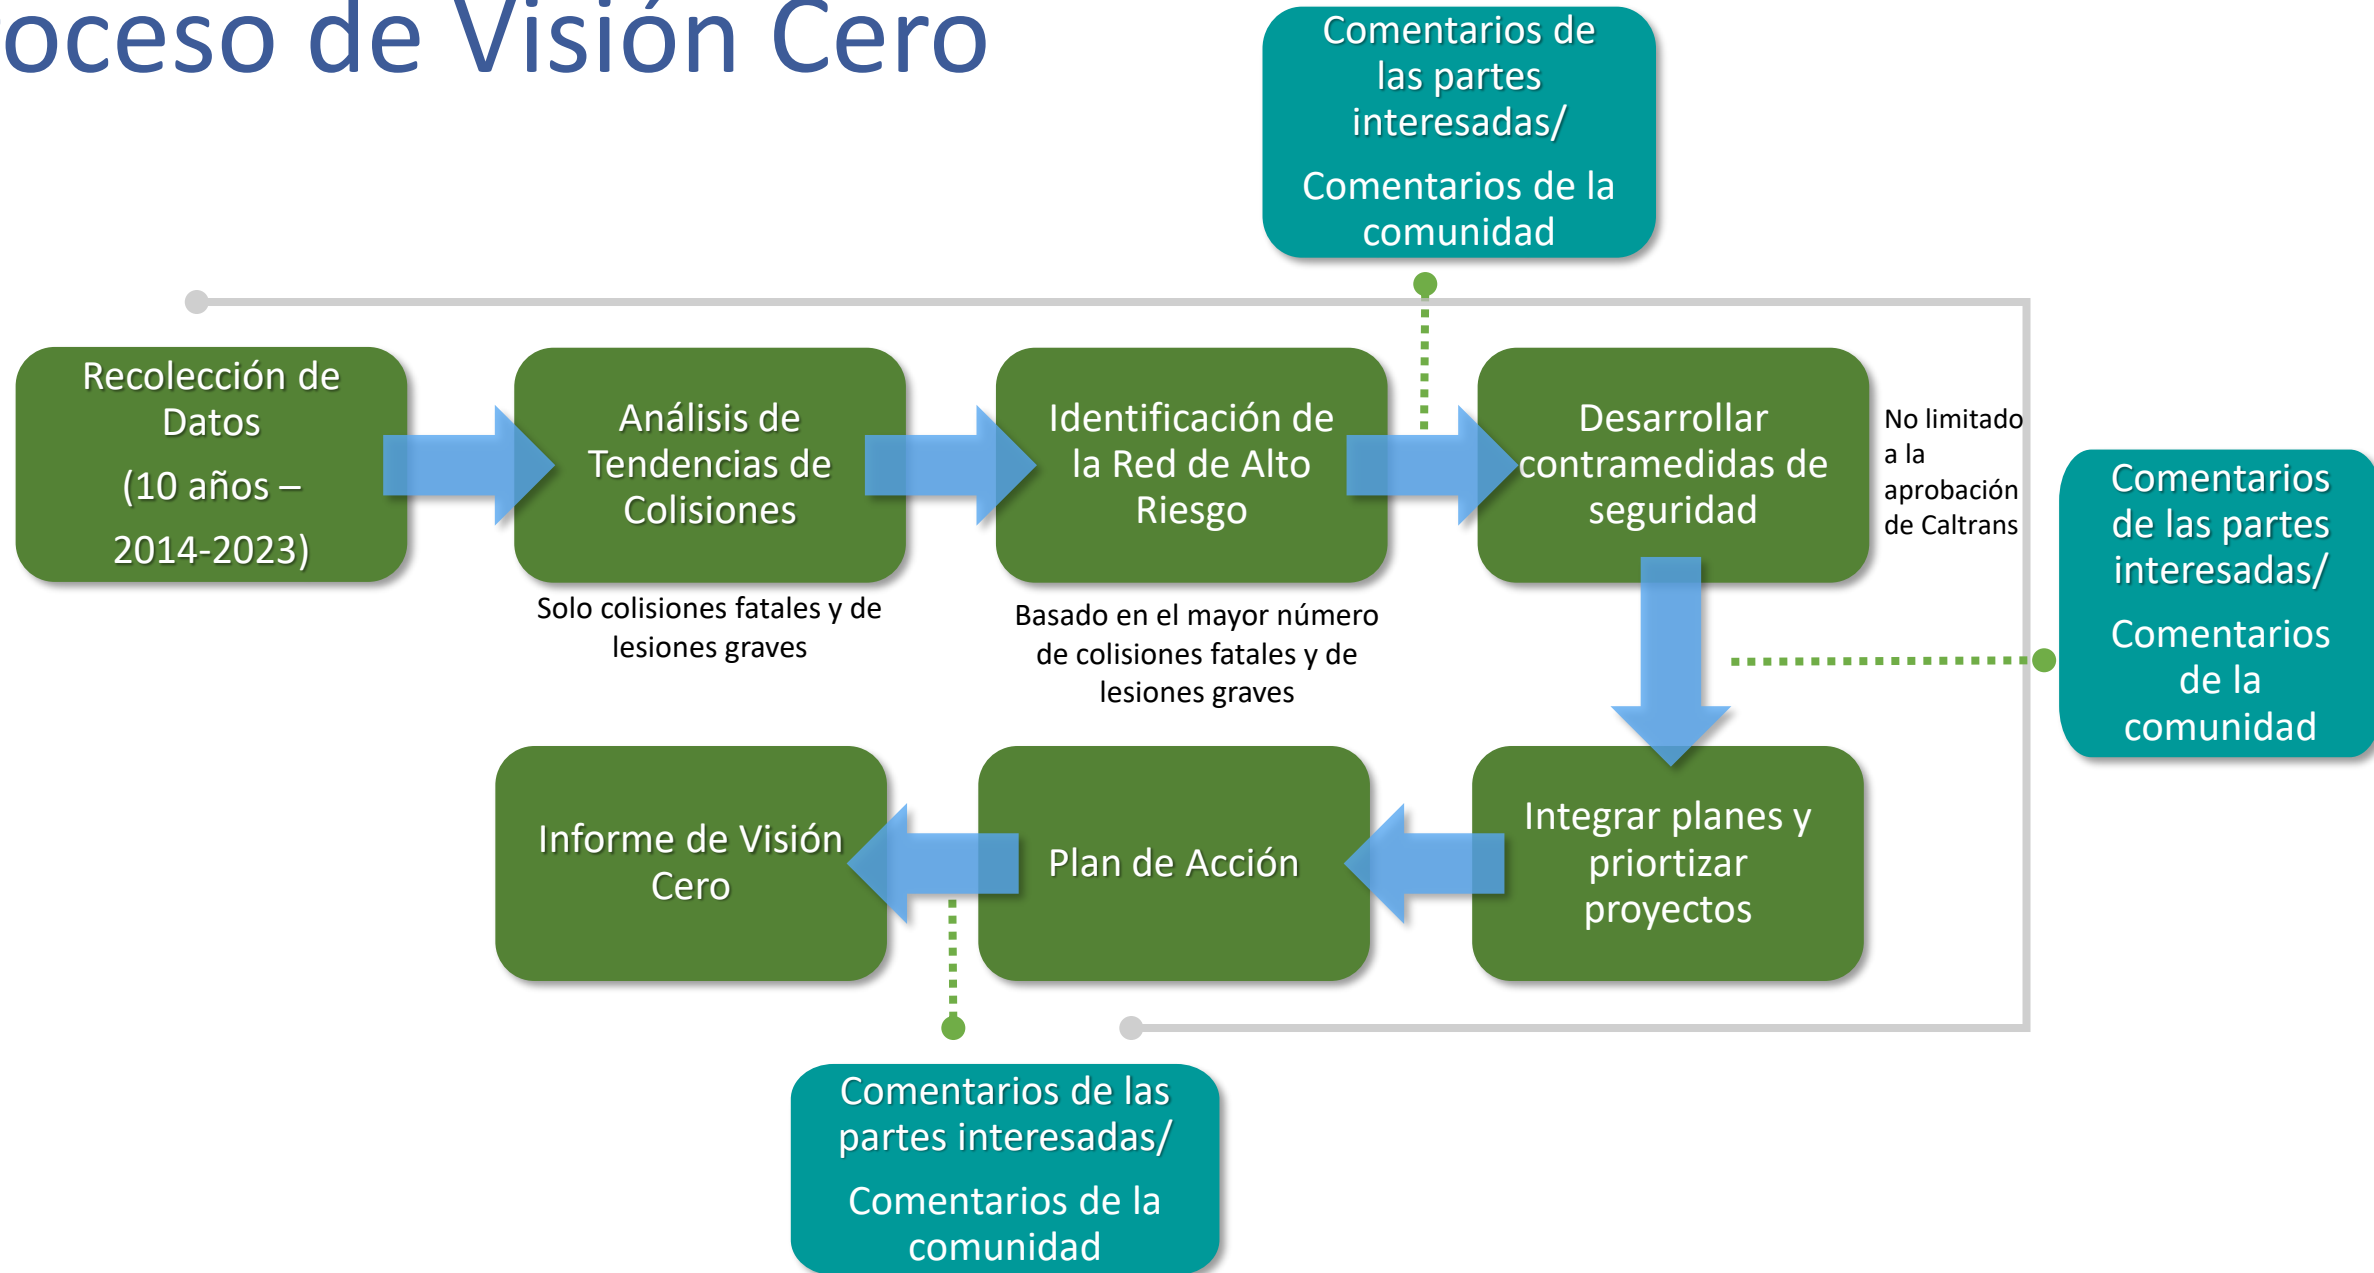 oceso de Visión Cero
Comentarios de
las partes
interesadas/
Comentarios de la
comunidad
Recolección de
Datos
(10 años –
2014-2023)
Análisis de
Tendencias de
Colisiones
Solo colisiones fatales y de
lesiones graves
Identificación de
la Red de Alto
Riesgo
Basado en el mayor número
de colisiones fatales y de
lesiones graves
Desarrollar
contramedidas de
seguridad
No limitado
a la
aprobación
de Caltrans
Comentarios
de las partes
interesadas/
Comentarios
de la
comunidad
Integrar planes y
priortizar
proyectos
Plan de Acción
Informe de Visión
Cero
Comentarios de las
partes interesadas/
Comentarios de la
comunidad